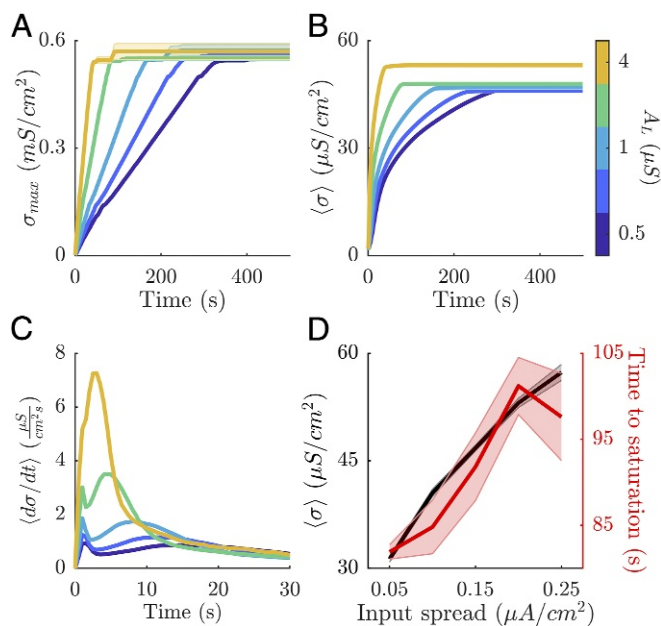 A
σ_max (mS/cm²)
0.6
0.3
0
0 200 400
Time (s)
B
⟨σ⟩ (μS/cm²)
60
30
0
0 200 400
Time (s)
4
1
0.5
A_L (μS)
C
⟨dσ/dt⟩ (μS/cm²s)
8
6
4
2
0
0 10 20 30
Time (s)
D
⟨σ⟩ (μS/cm²)
60
45
30
0.05 0.15 0.25
Input spread (μA/cm²)
105
95
85
Time to saturation (s)